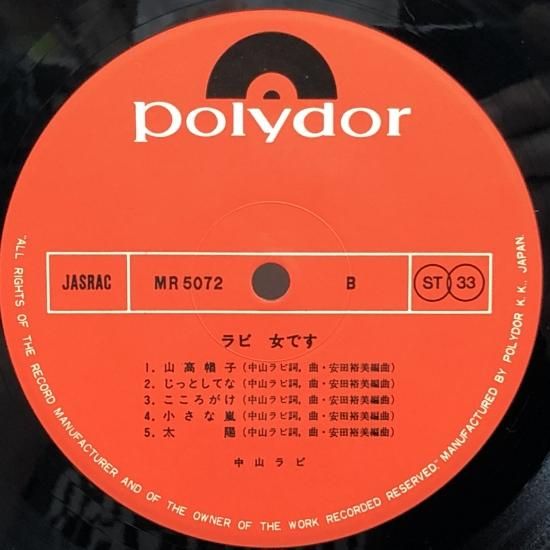 polydor
JASRAC MR 5072 B ST 33
ラビ 女です
1. 山高帽子(中山ラビ詞, 曲・安田裕美編曲)
2. じっとしてな(中山ラビ詞, 曲・安田裕美編曲)
3. こころがけ(中山ラビ詞, 曲・安田裕美編曲)
4. 小さな嵐(中山ラビ詞, 曲・安田裕美編曲)
5. 太陽(中山ラビ詞, 曲・安田裕美編曲)
中山ラビ
"ALL RIGHTS OF THE RECORD MANUFACTURER AND OF THE OWNER OF THE WORK RECORDED RESERVED." MANUFACTURED BY POLYDOR K.K., JAPAN.